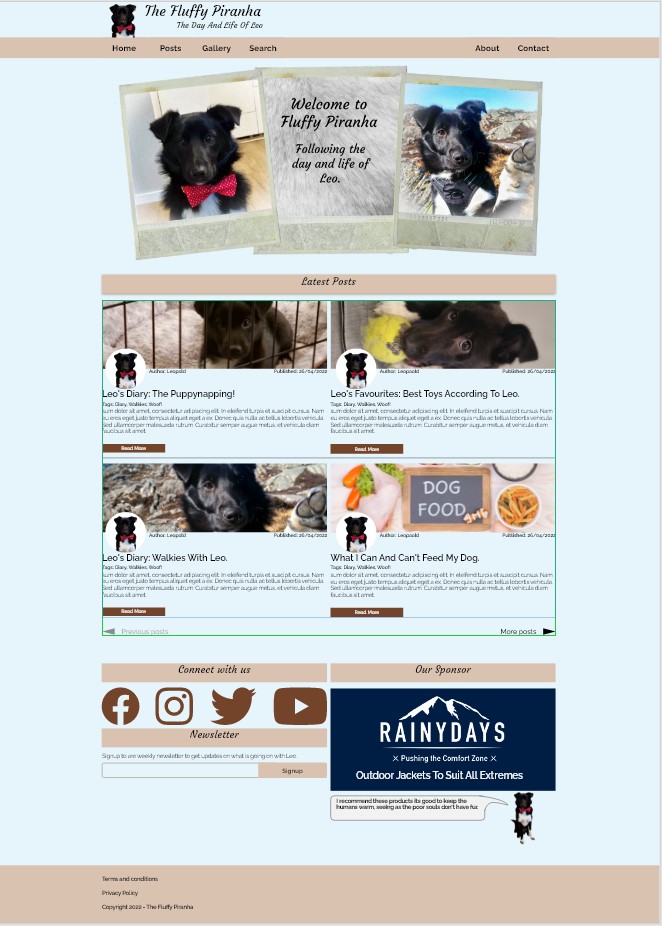 The Fluffy Piranha
The Day And Life Of Leo
Home Posts Gallery Search About Contact
Welcome to
Fluffy Piranha
Following the
day and life of
Leo.
Latest Posts
Author: Leopold Published: 26/04/2022
Leo's Diary: The Puppynapping!
Tags: Diary, Walkies, Woof!
sum dolor sit amet, consectetur adipiscing elit. In eleifend turpis et suscipit cursus. Nam
eu eros eget justo tempus aliquet eget a ex. Donec quis nulla ac tellus lobortis vehicula.
Sed ullamcorper malesuada rutrum. Curabitur semper augue metus, et vehicula diam
faucibus sit amet.
Read More
Author: Leopold Published: 26/04/2022
Leo's Favourites: Best Toys According To Leo.
Tags: Diary, Walkies, Woof!
sum dolor sit amet, consectetur adipiscing elit. In eleifend turpis et suscipit cursus. Nam
eu eros eget justo tempus aliquet eget a ex. Donec quis nulla ac tellus lobortis vehicula.
Sed ullamcorper malesuada rutrum. Curabitur semper augue metus, et vehicula diam
faucibus sit amet.
Read More
Author: Leopold Published: 26/04/2022
Leo's Diary: Walkies With Leo.
Tags: Diary, Walkies, Woof!
sum dolor sit amet, consectetur adipiscing elit. In eleifend turpis et suscipit cursus. Nam
eu eros eget justo tempus aliquet eget a ex. Donec quis nulla ac tellus lobortis vehicula.
Sed ullamcorper malesuada rutrum. Curabitur semper augue metus, et vehicula diam
faucibus sit amet.
Read More
DOG
FOOD
Author: Leopold Published: 26/04/2022
What I Can And Can't Feed My Dog.
Tags: Diary, Walkies, Woof!
sum dolor sit amet, consectetur adipiscing elit. In eleifend turpis et suscipit cursus. Nam
eu eros eget justo tempus aliquet eget a ex. Donec quis nulla ac tellus lobortis vehicula.
Sed ullamcorper malesuada rutrum. Curabitur semper augue metus, et vehicula diam
faucibus sit amet.
Read More
Previous posts More posts
Connect with us
Newsletter
Signup to are weekly newsletter to get updates on what is going on with Leo.
Signup
Our Sponsor
RAINYDAYS
Pushing the Comfort Zone
Outdoor Jackets To Suit All Extremes
I recommend these products its good to keep the
humans warm, seeing as the poor souls don't have fur.
Terms and conditions
Privacy Policy
Copyright 2022 - The Fluffy Piranha